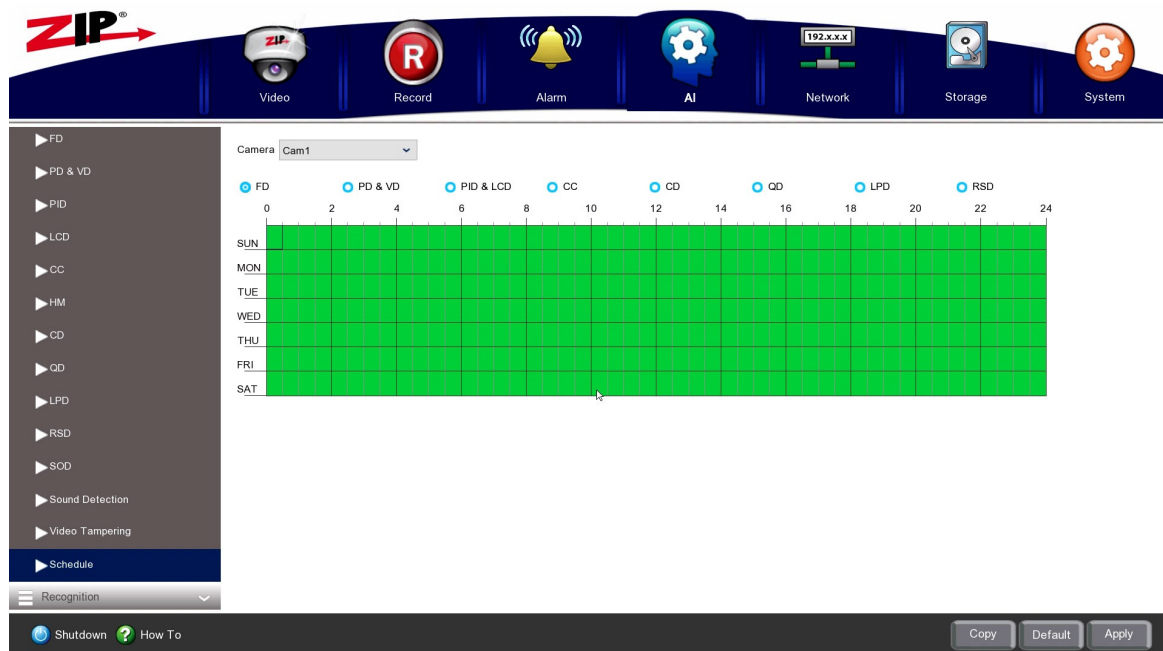 ZIP®
ZIP
R
192.x.x.x
Video
Record
Alarm
AI
Network
Storage
System
FD
PD & VD
PID
LCD
CC
HM
CD
QD
LPD
RSD
SOD
Sound Detection
Video Tampering
Schedule
Recognition
Camera Cam1
FD PD & VD PID & LCD CC CD QD LPD RSD
0 2 4 6 8 10 12 14 16 18 20 22 24
SUN
MON
TUE
WED
THU
FRI
SAT
Shutdown ? How To
Copy Default Apply